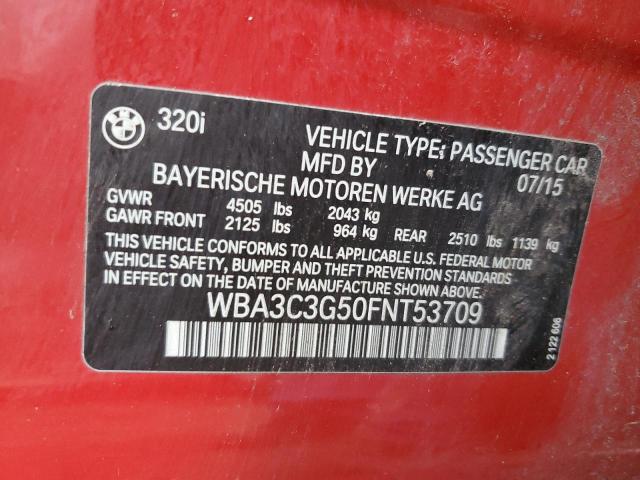 BMW
320i
VEHICLE TYPE: PASSENGER CAR
MFD BY 07/15
BAYERISCHE MOTOREN WERKE AG
GVWR 4505 lbs 2043 kg
GAWR FRONT 2125 lbs 964 kg REAR 2510 lbs 1139 kg
THIS VEHICLE CONFORMS TO ALL APPLICABLE U.S. FEDERAL MOTOR
VEHICLE SAFETY, BUMPER AND THEFT PREVENTION STANDARDS
IN EFFECT ON THE DATE OF MANUFACTURE SHOWN ABOVE.
WBA3C3G50FNT53709
2 122 606